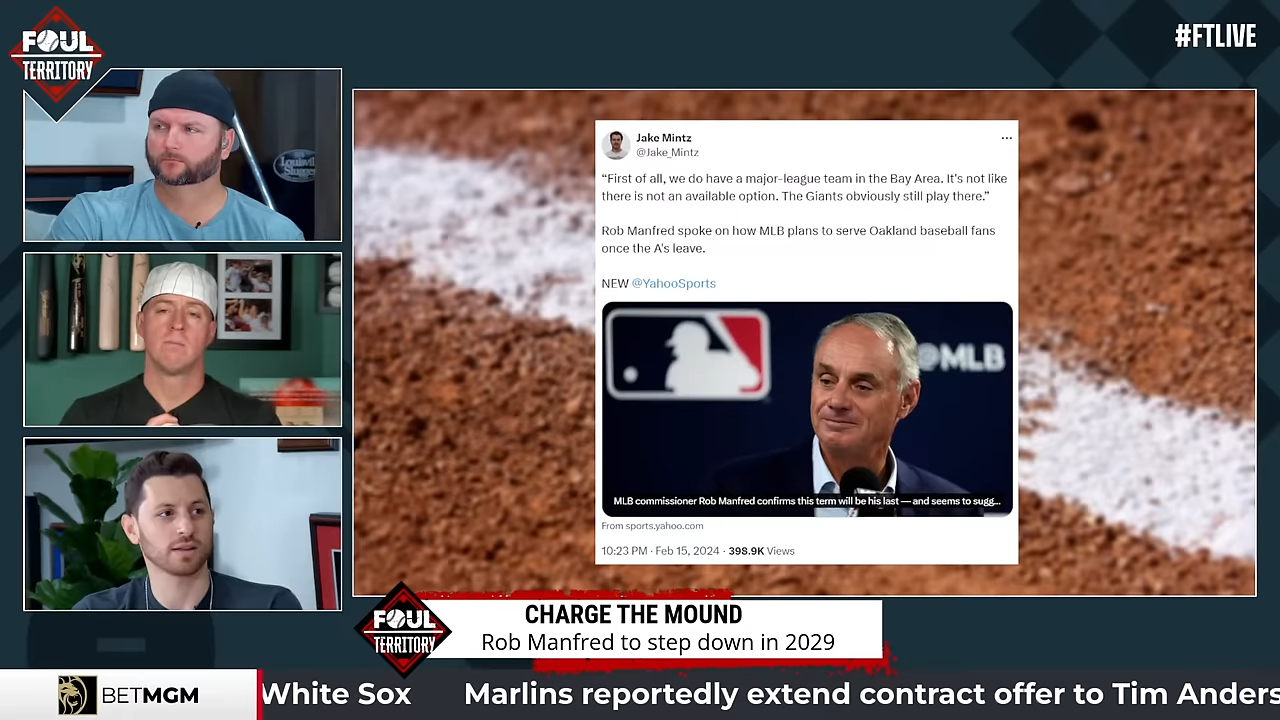 FOUL
TERRITORY
#FTLIVE
Louisville
Slugger
Jake Mintz
@Jake_Mintz
“First of all, we do have a major-league team in the Bay Area. It's not like
there is not an available option. The Giants obviously still play there.”
Rob Manfred spoke on how MLB plans to serve Oakland baseball fans
once the A's leave.
NEW @YahooSports
@MLB
MLB commissioner Rob Manfred confirms this term will be his last — and seems to sugg...
From sports.yahoo.com
10:23 PM · Feb 15, 2024 · 398.9K Views
FOUL
TERRITORY
CHARGE THE MOUND
Rob Manfred to step down in 2029
BETMGM
White Sox
Marlins reportedly extend contract offer to Tim Anders